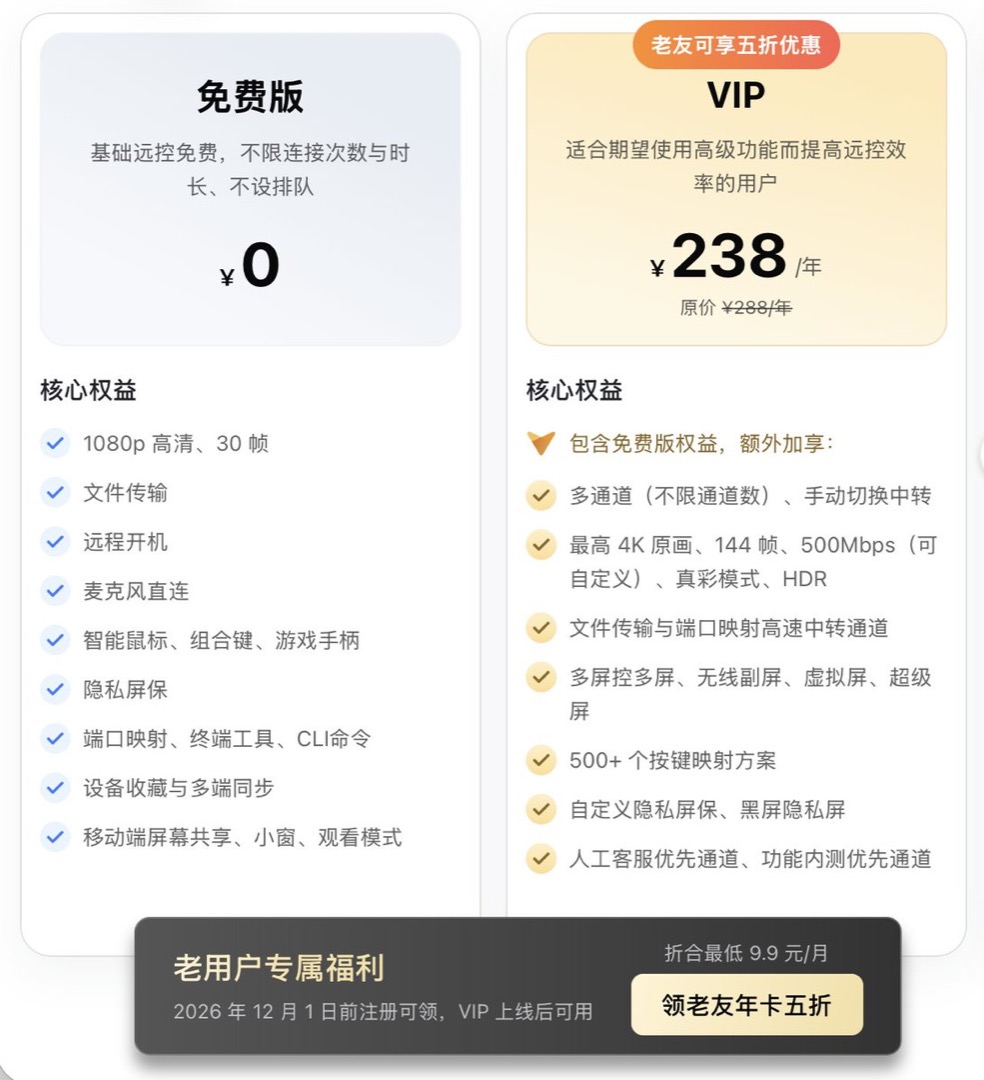 免费版
基础远控免费，不限连接次数与时
长、不设排队
¥0
核心权益
1080p 高清、30 帧
文件传输
远程开机
麦克风直连
智能鼠标、组合键、游戏手柄
隐私屏保
端口映射、终端工具、CLI命令
设备收藏与多端同步
移动端屏幕共享、小窗、观看模式
老友可享五折优惠
VIP
适合期望使用高级功能而提高远控效
率的用户
¥238 /年
原价 ¥288/年
核心权益
包含免费版权益，额外加享：
多通道（不限通道数）、手动切换中转
最高 4K 原画、144 帧、500Mbps（可
自定义）、真彩模式、HDR
文件传输与端口映射高速中转通道
多屏控多屏、无线副屏、虚拟屏、超级
屏
500+ 个按键映射方案
自定义隐私屏保、黑屏隐私屏
人工客服优先通道、功能内测优先通道
老用户专属福利
2026 年 12 月 1 日前注册可领，VIP 上线后可用
折合最低 9.9 元/月
领老友年卡五折